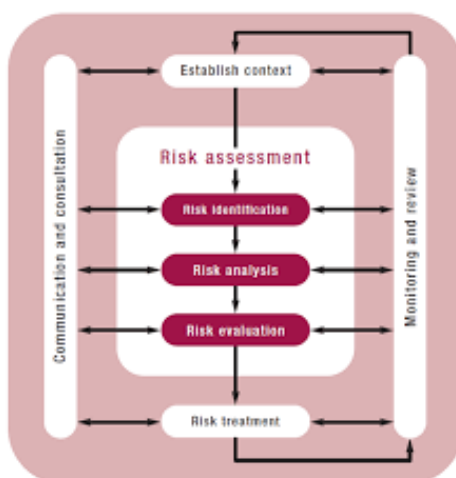 Establish context
Risk assessment
Risk identification
Risk analysis
Risk evaluation
Risk treatment
Communication and consultation
Monitoring and review